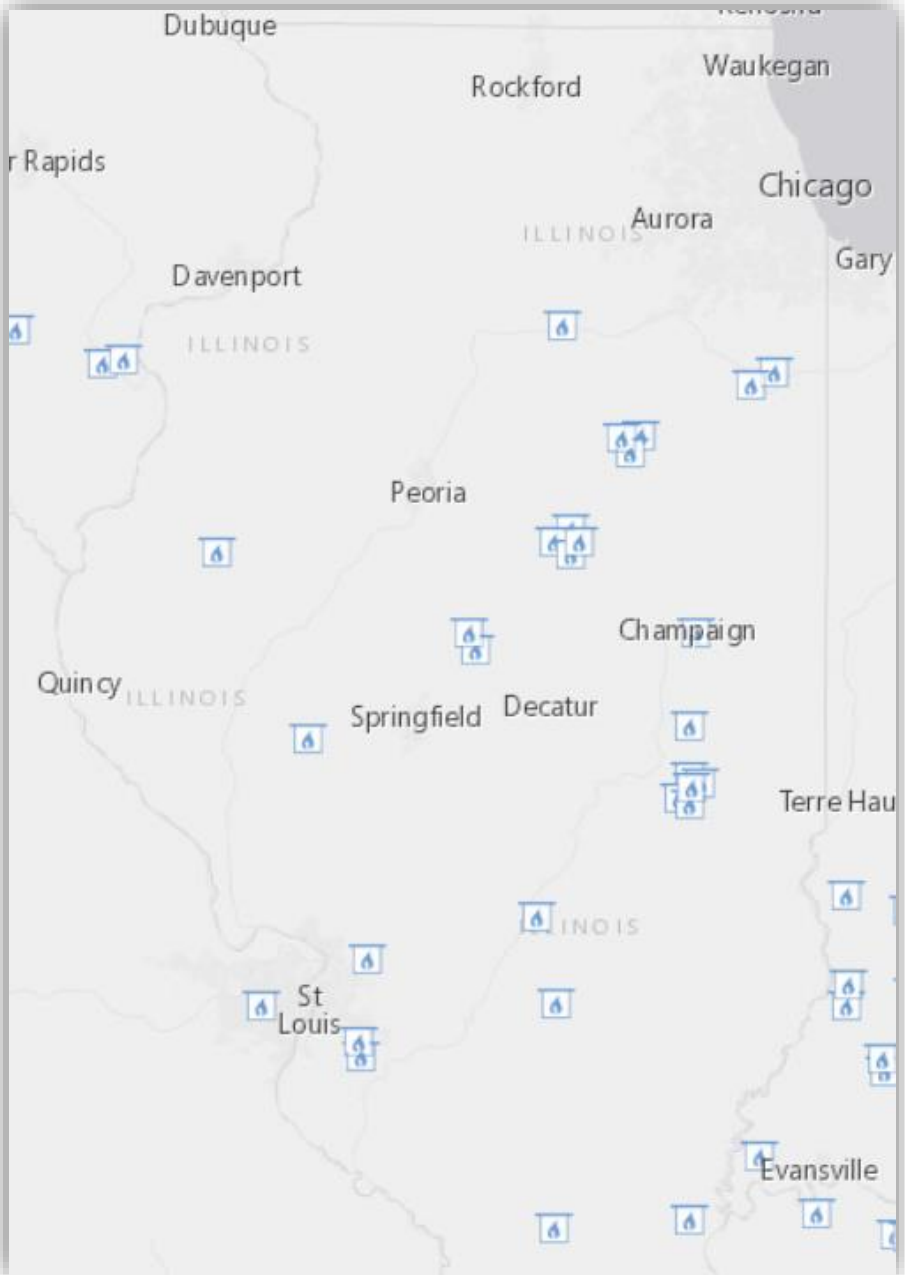 Dubuque
Waukegan
Rockford
r Rapids
Chicago
Aurora
ILLINOIS
Gary
Davenport
ILLINOIS
Peoria
Champaign
Quincy
ILLINOIS
Decatur
Springfield
Terre Hau
ILLINOIS
St
Louis
Evansville